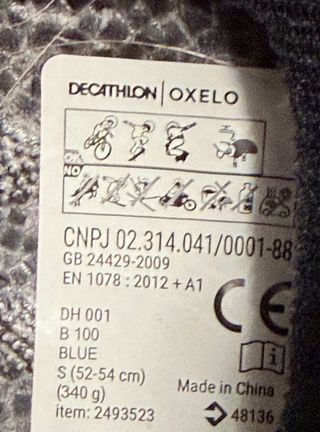 DECATHLON | OXELO
OK
NO
CNPJ 02.314.041/0001-88
GB 24429-2009
EN 1078 : 2012 + A1
CE
DH 001
B 100
BLUE
S (52-54 cm)
(340 g)
item: 2493523
i
Made in China
48136